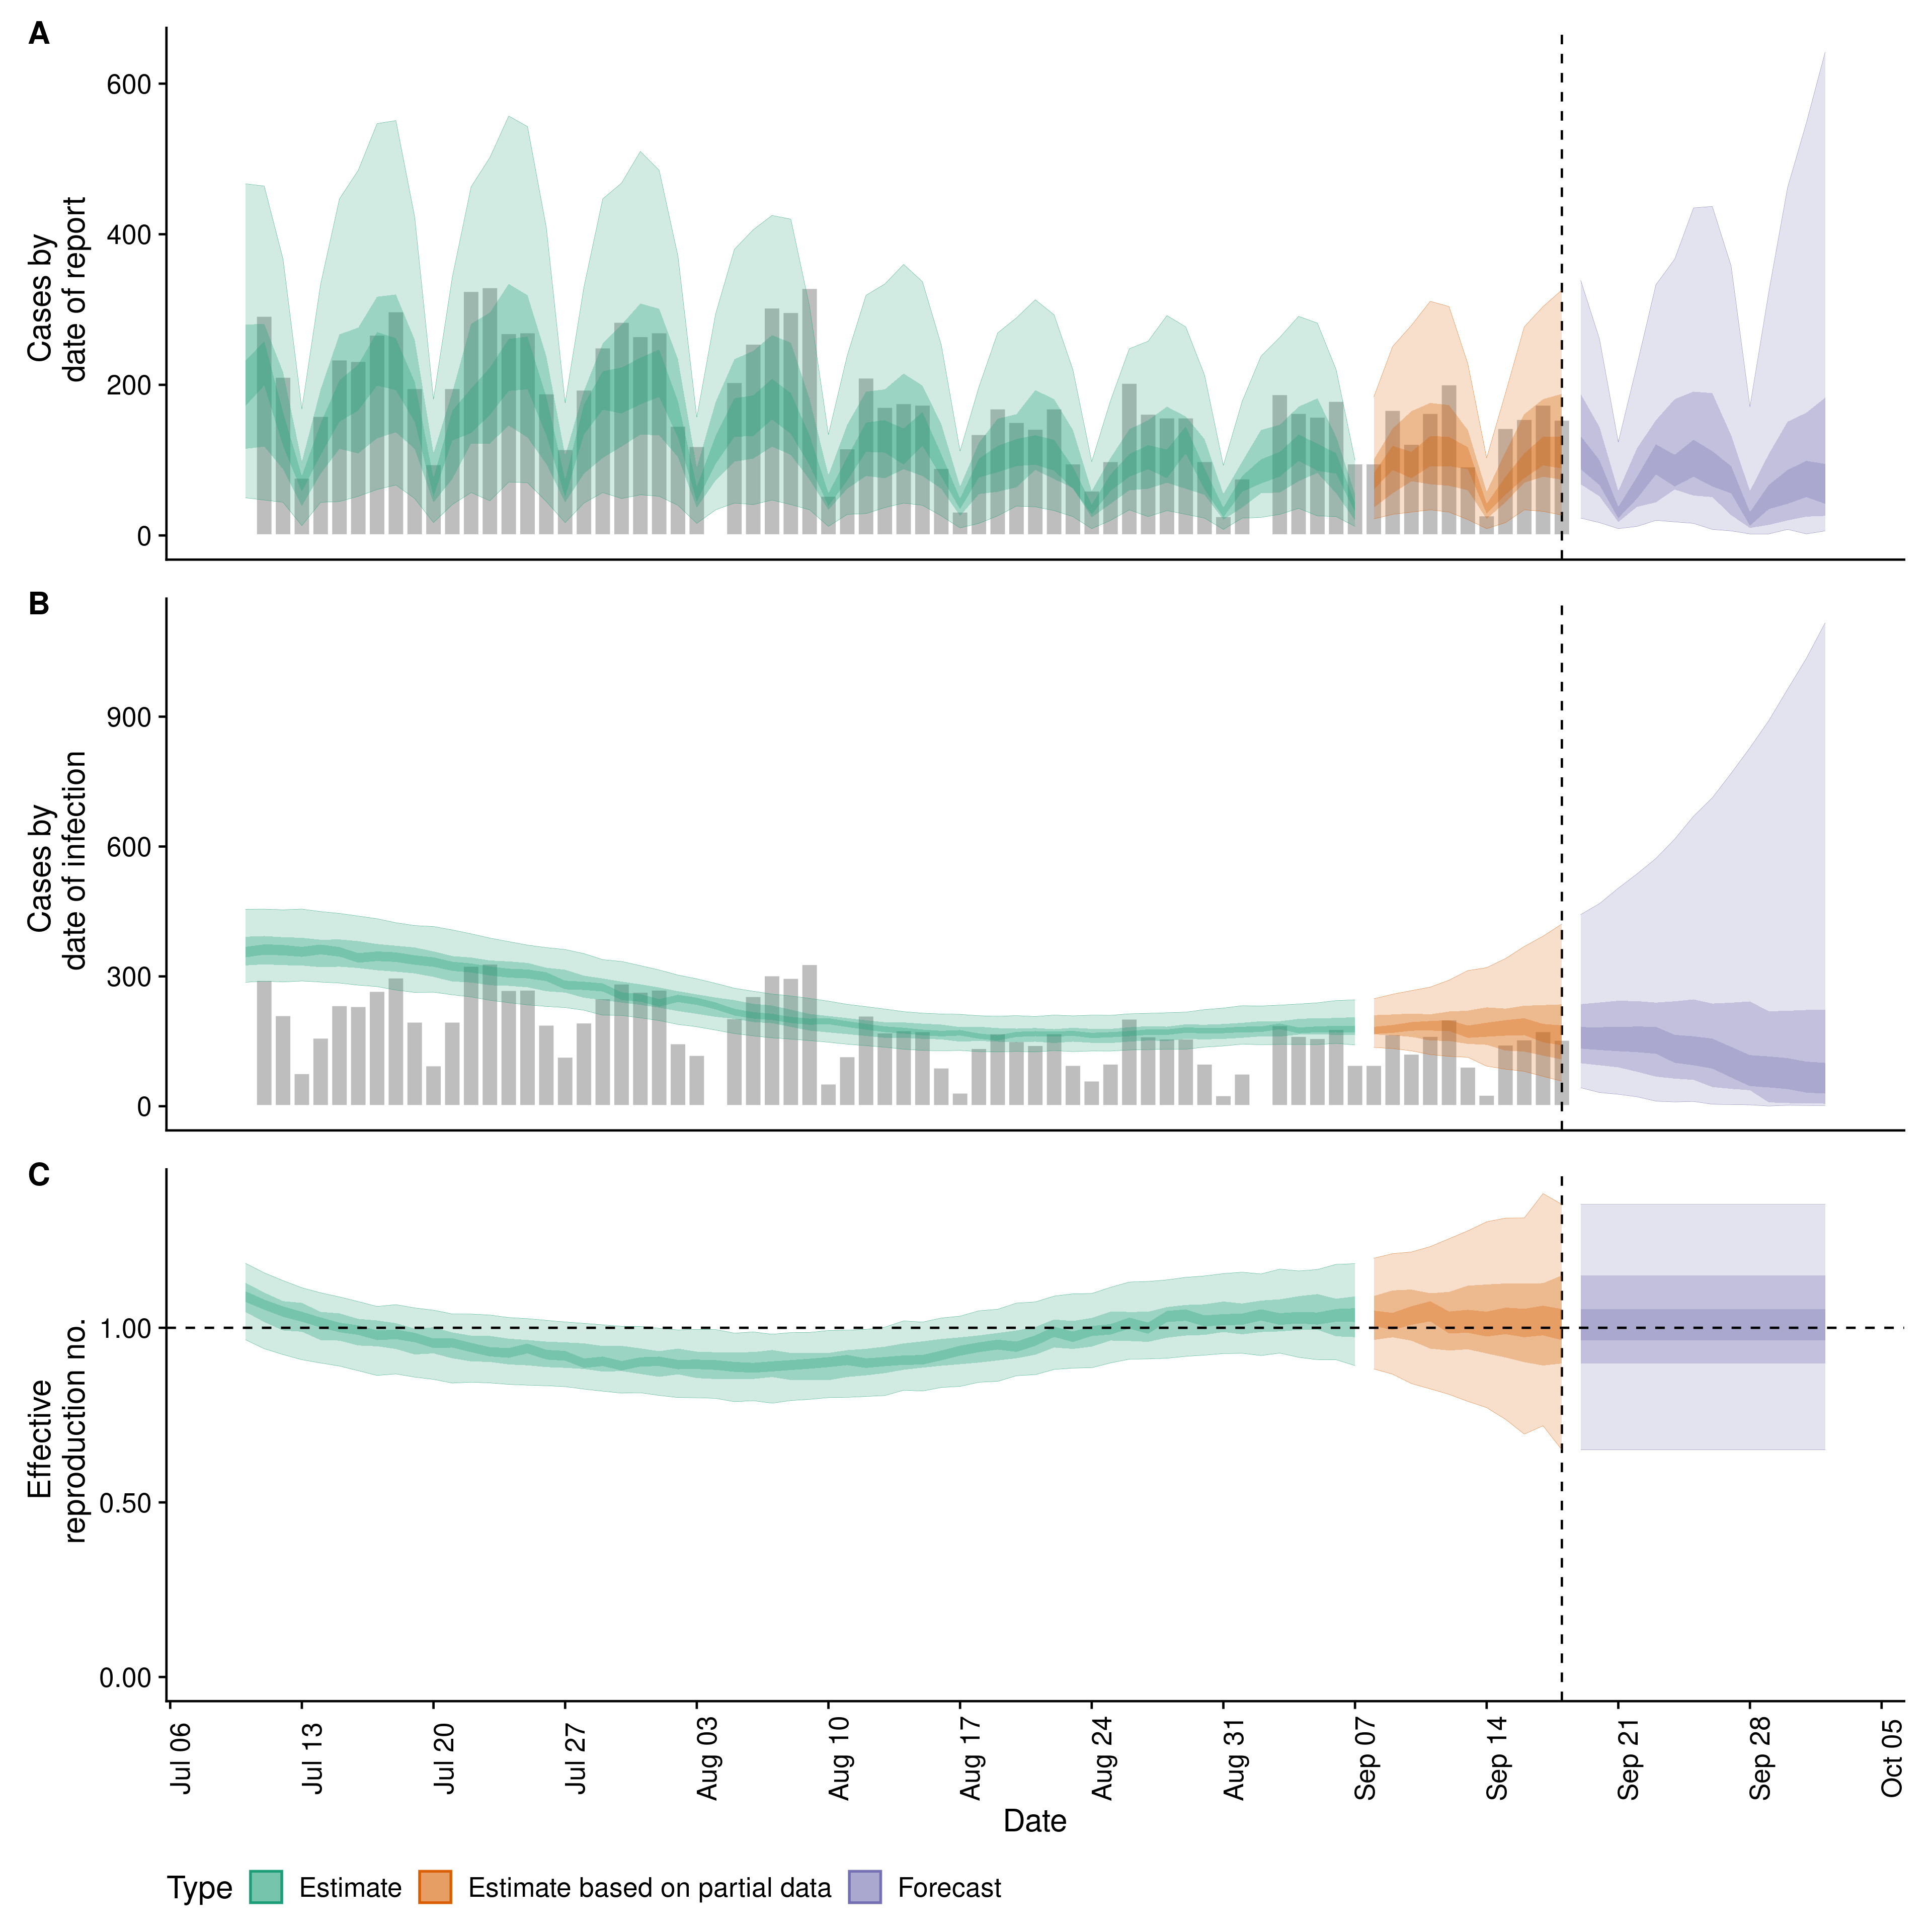 A
Cases by
date of report
600
400
200
0
B
Cases by
date of infection
900
600
300
0
C
Effective
reproduction no.
1.00
0.50
0.00
Jul 06
Jul 13
Jul 20
Jul 27
Aug 03
Aug 10
Aug 17
Aug 24
Aug 31
Sep 07
Sep 14
Sep 21
Sep 28
Oct 05
Date
Type Estimate Estimate based on partial data Forecast